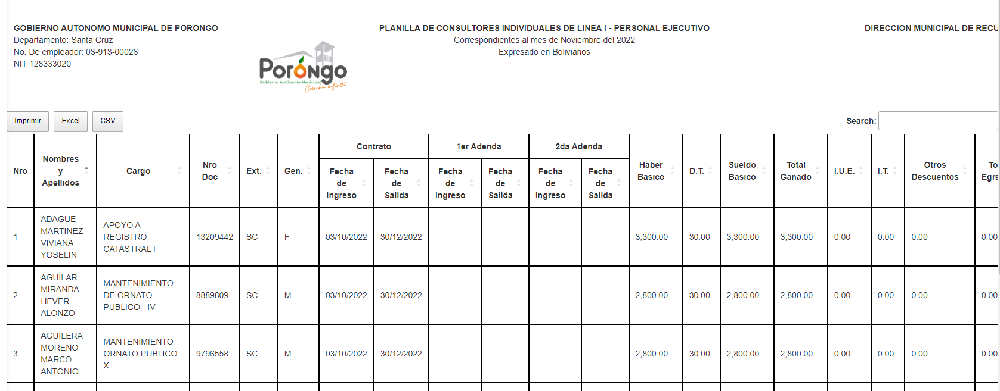 GOBIERNO AUTONOMO MUNICIPAL DE PORONGO
Departamento: Santa Cruz
No. De empleador: 03-913-00026
NIT 128333020
Porongo
Gobierno Autónomo Municipal
Cosecha infinita
PLANILLA DE CONSULTORES INDIVIDUALES DE LINEA I - PERSONAL EJECUTIVO
Correspondientes al mes de Noviembre del 2022
Expresado en Bolivianos
DIRECCION MUNICIPAL DE RECU
Imprimir Excel CSV Search:
Contrato 1er Adenda 2da Adenda
Nro Nombres y Apellidos Cargo Nro Doc Ext. Gen. Fecha de Ingreso Fecha de Salida Fecha de Ingreso Fecha de Salida Fecha de Ingreso Fecha de Salida Haber Basico D.T. Sueldo Basico Total Ganado I.U.E. I.T. Otros Descuentos To Egre
1 ADAGUE MARTINEZ VIVIANA YOSELIN APOYO A REGISTRO CATASTRAL I 13209442 SC F 03/10/2022 30/12/2022 3,300.00 30.00 3,300.00 3,300.00 0.00 0.00 0.00 0.00
2 AGUILAR MIRANDA HEVER ALONZO MANTENIMIENTO DE ORNATO PUBLICO - IV 8889809 SC M 03/10/2022 30/12/2022 2,800.00 30.00 2,800.00 2,800.00 0.00 0.00 0.00 0.00
3 AGUILERA MORENO MARCO ANTONIO MANTENIMIENTO ORNATO PUBLICO X 9796558 SC M 03/10/2022 30/12/2022 2,800.00 30.00 2,800.00 2,800.00 0.00 0.00 0.00 0.00